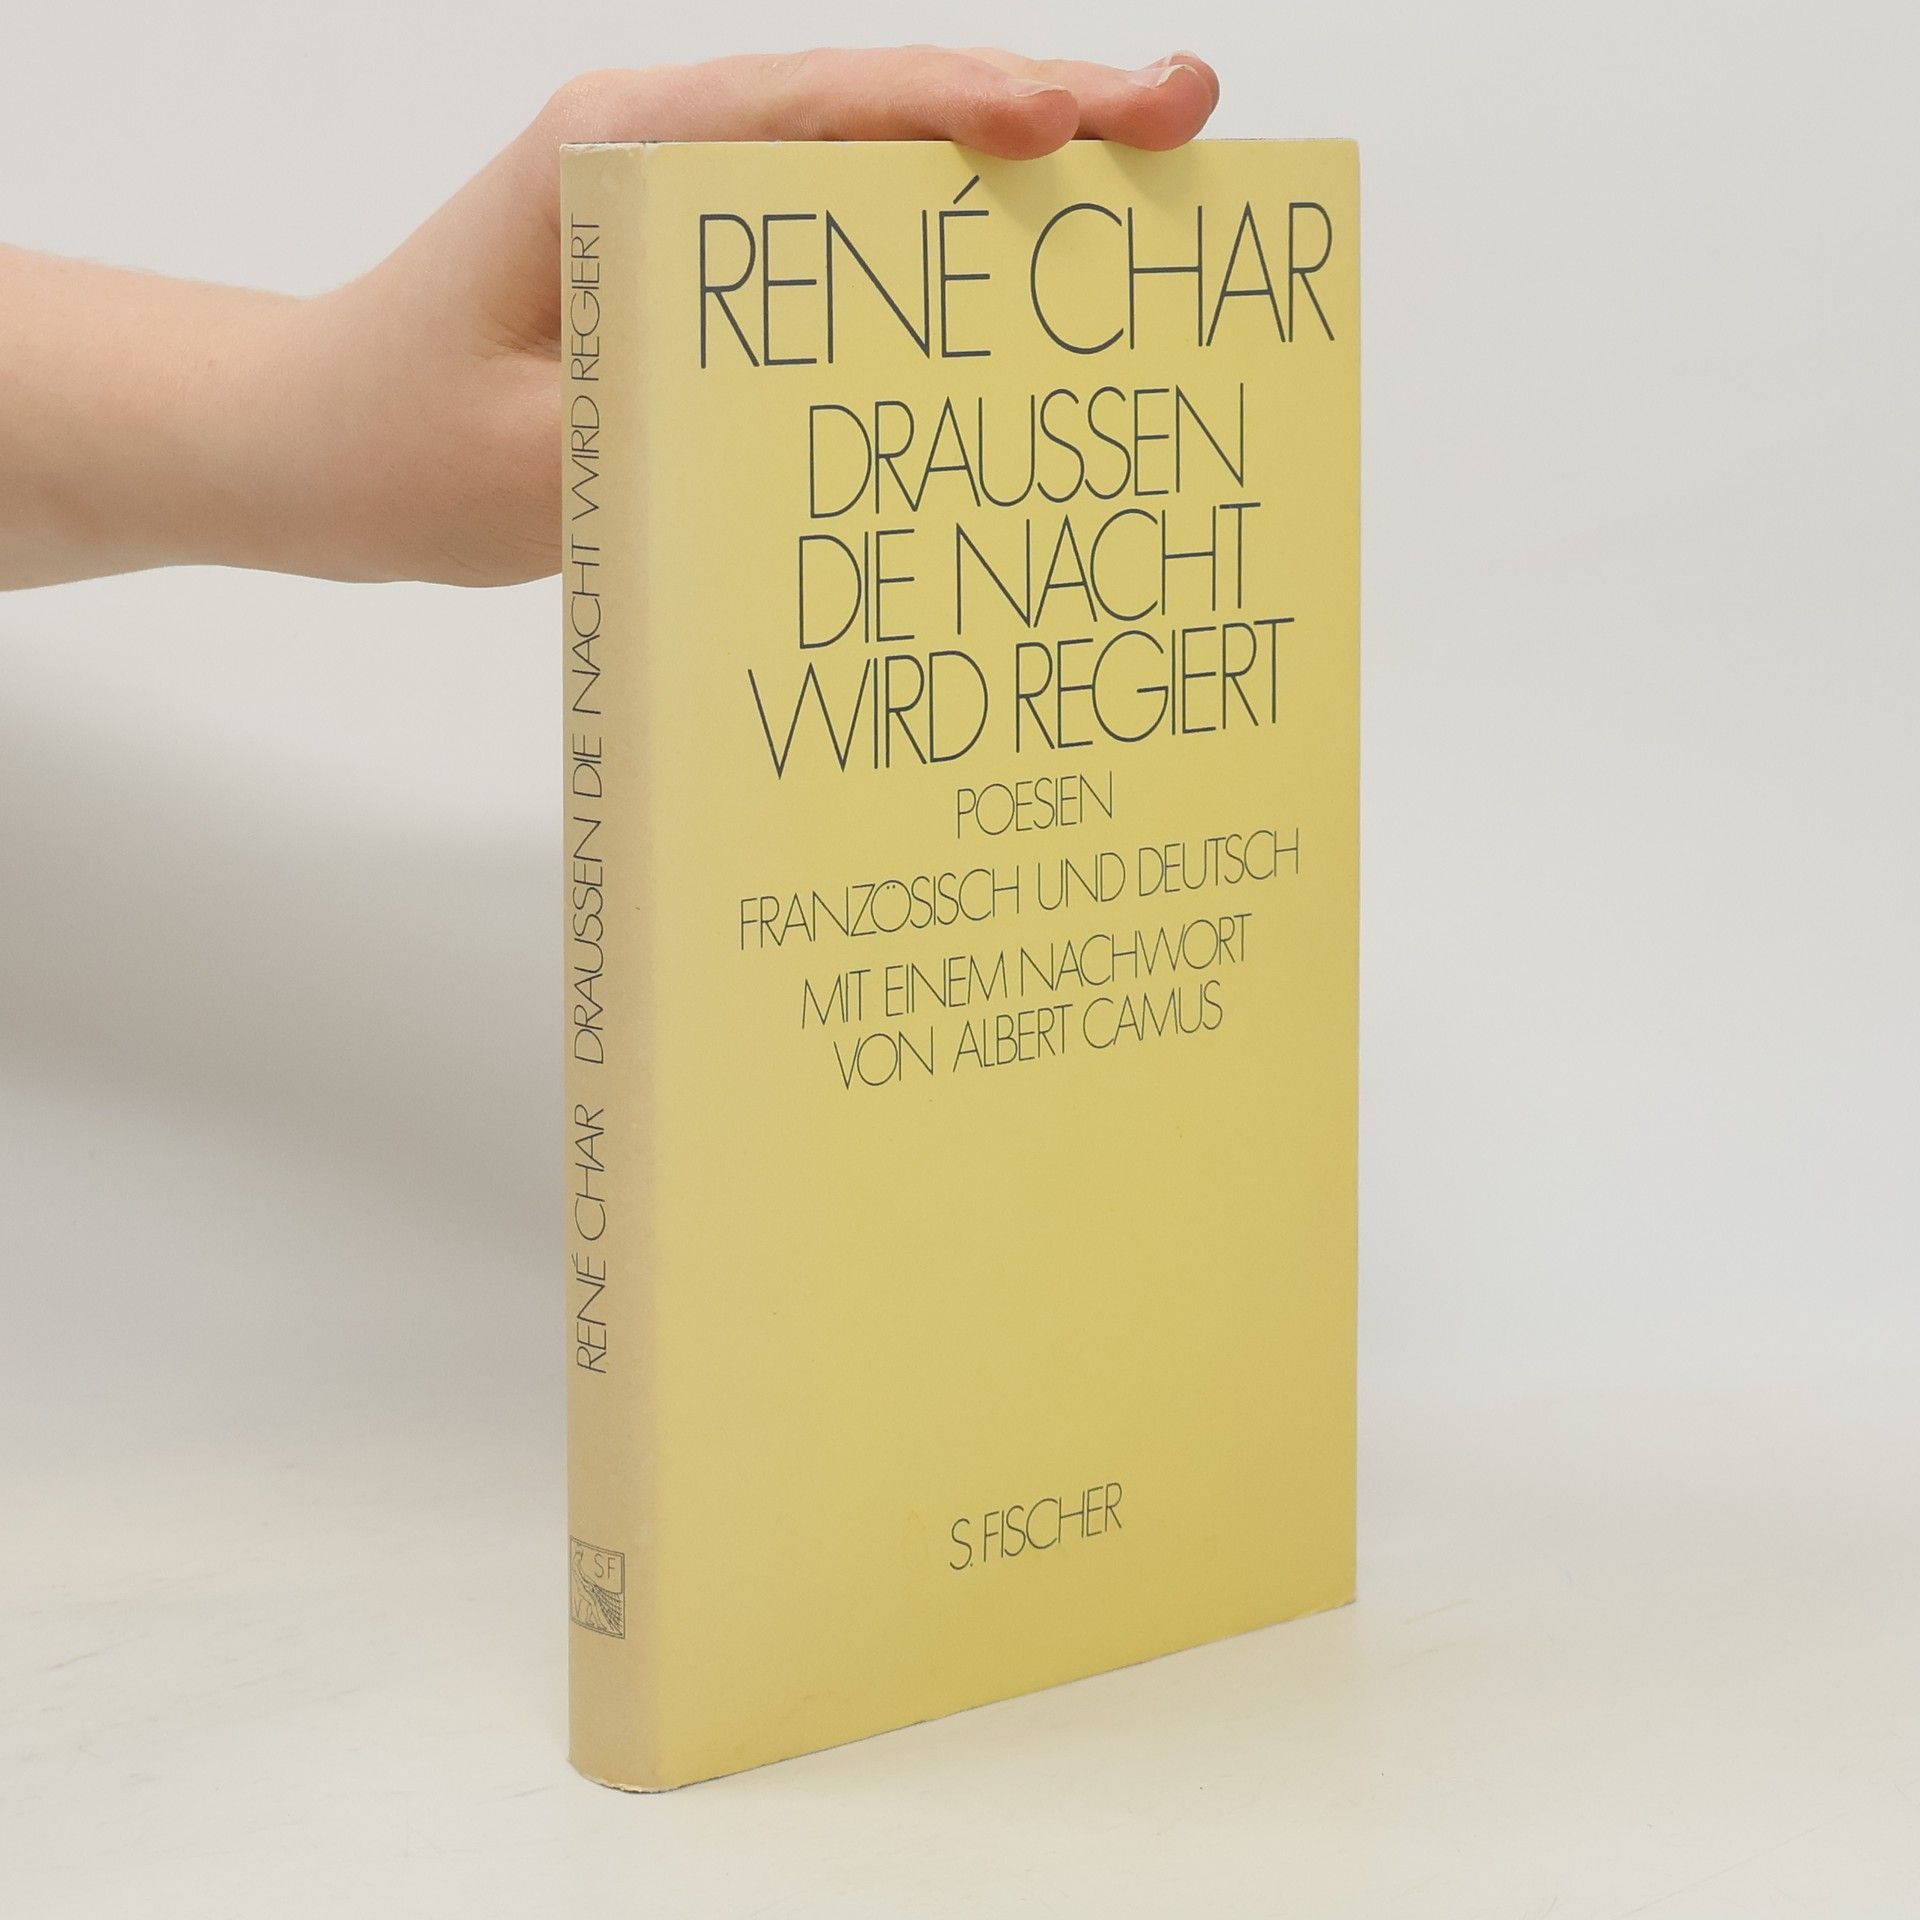 RENÉ CHAR
DRAUSSEN
DIE NACHT
WIRD REGIERT
POESIEN
FRANZÖSISCH UND DEUTSCH
MIT EINEM NACHWORT
VON ALBERT CAMUS
S. FISCHER
RENÉ CHAR DRAUSSEN DIE NACHT WIRD REGIERT
SF
V